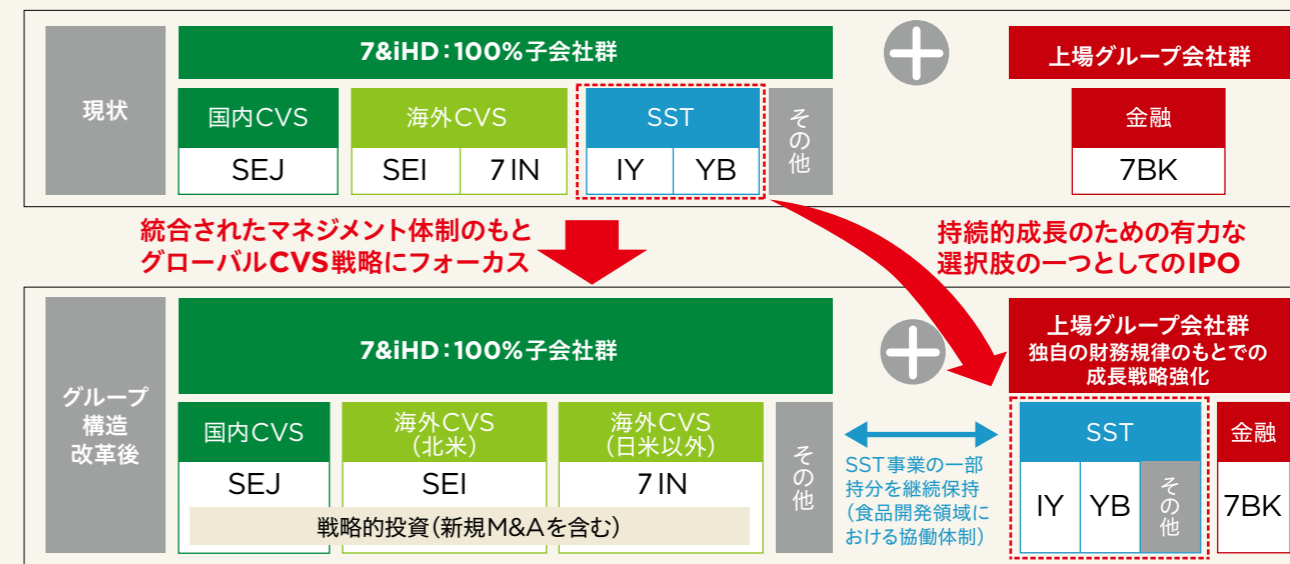 現状
7&iHD：100%子会社群
国内CVS
SEJ
海外CVS
SEI
7IN
SST
IY
YB
その他
上場グループ会社群
金融
7BK
統合されたマネジメント体制のもと
グローバルCVS戦略にフォーカス
持続的成長のための有力な
選択肢の一つとしてのIPO
グループ
構造
改革後
7&iHD：100%子会社群
国内CVS
SEJ
海外CVS
（北米）
SEI
海外CVS
（日米以外）
7IN
その他
戦略的投資（新規M&Aを含む）
SST事業の一部
持分を継続保持
（食品開発領域に
おける協働体制）
上場グループ会社群
独自の財務規律のもとでの
成長戦略強化
SST
IY
YB
その他
金融
7BK